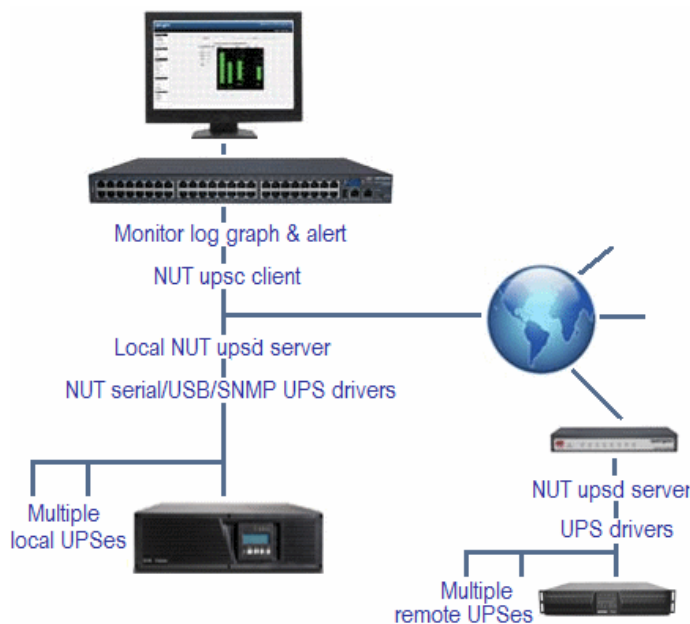 Monitor log graph & alert
NUT upsc client
Local NUT upsd server
NUT serial/USB/SNMP UPS drivers
Multiple
local UPSes
NUT upsd server
UPS drivers
Multiple
remote UPSes